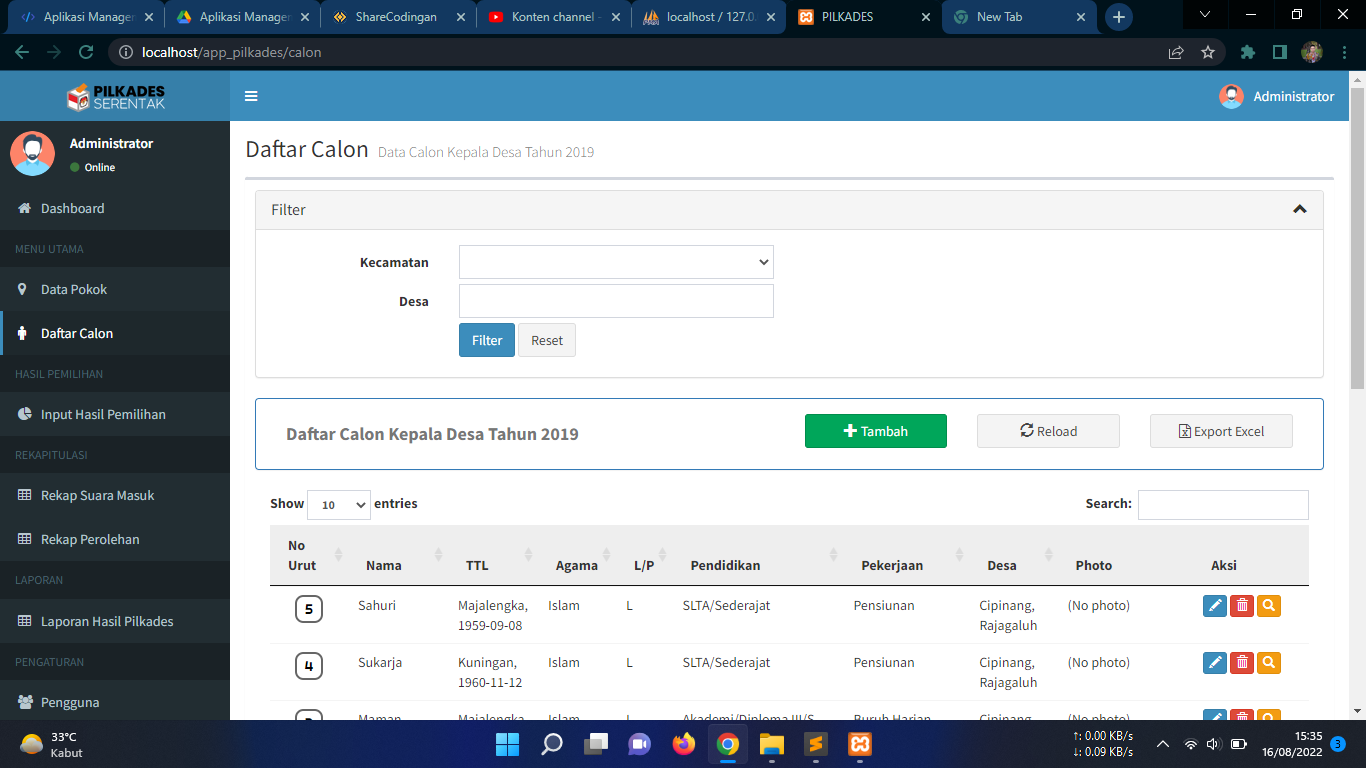 Aplikasi Manager
Aplikasi Manager
ShareCodingan
Konten channel -
localhost / 127.0.
PILKADES
New Tab
localhost/app_pilkades/calon
PILKADES
SERENTAK
Administrator
Administrator
Online
Dashboard
MENU UTAMA
Data Pokok
Daftar Calon
HASIL PEMILIHAN
Input Hasil Pemilihan
REKAPITULASI
Rekap Suara Masuk
Rekap Perolehan
LAPORAN
Laporan Hasil Pilkades
PENGATURAN
Pengguna
Daftar Calon Data Calon Kepala Desa Tahun 2019
Filter
Kecamatan
Desa
Filter Reset
Daftar Calon Kepala Desa Tahun 2019
Tambah
Reload
Export Excel
Show 10 entries
Search:
No Urut Nama TTL Agama L/P Pendidikan Pekerjaan Desa Photo Aksi
5 Sahuri Majalengka, Islam L SLTA/Sederajat Pensiunan Cipinang, (No photo)
1959-09-08 Rajagaluh
4 Sukarja Kuningan, Islam L SLTA/Sederajat Pensiunan Cipinang, (No photo)
1960-11-12 Rajagaluh
Maman Majalengka Islam L Akademi/Diploma III/S Buruh Harian Cipinang, (No photo)
33°C
Kabut
↑: 0.00 KB/s
↓: 0.09 KB/s
15:35
16/08/2022
3